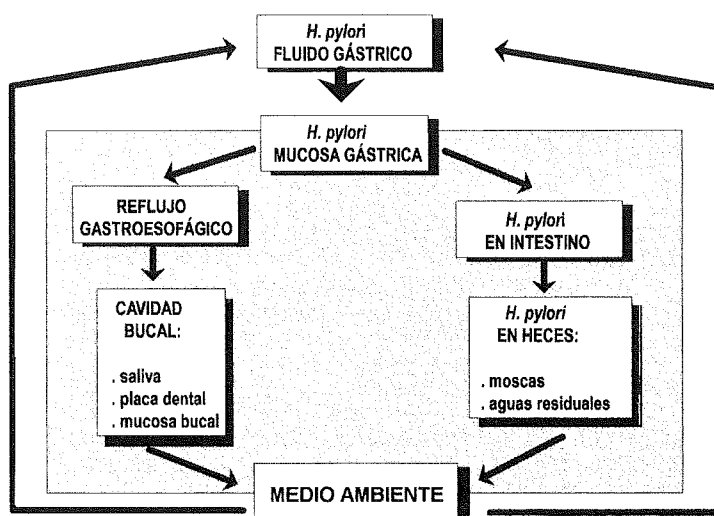 H. pylori
FLUIDO GÁSTRICO
H. pylori
MUCOSA GÁSTRICA
REFLUJO
GASTROESOFÁGICO
H. pylori
EN INTESTINO
CAVIDAD
BUCAL:
. saliva
. placa dental
. mucosa bucal
H. pylori
EN HECES:
. moscas
. aguas residuales
MEDIO AMBIENTE